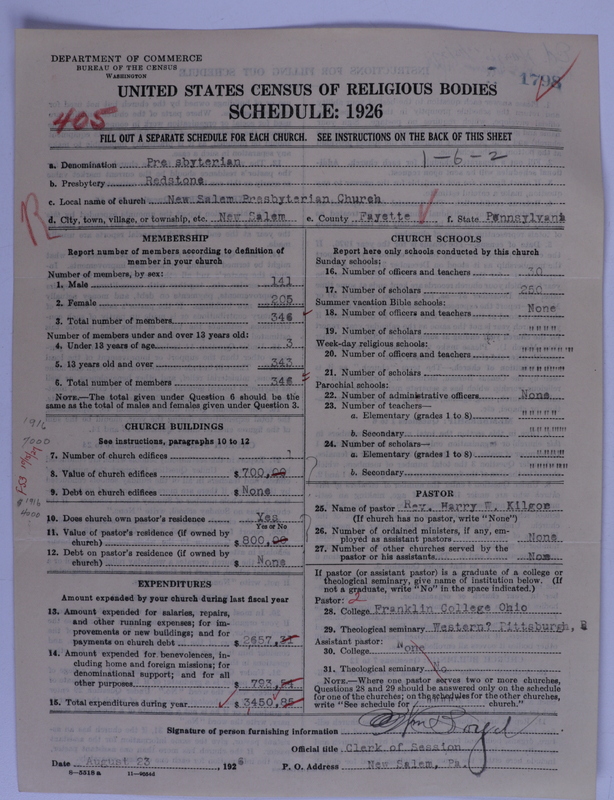 DEPARTMENT OF COMMERCE
BUREAU OF THE CENSUS
WASHINGTON
1798
UNITED STATES CENSUS OF RELIGIOUS BODIES
SCHEDULE: 1926
405
FILL OUT A SEPARATE SCHEDULE FOR EACH CHURCH. SEE INSTRUCTIONS ON THE BACK OF THIS SHEET
1-6-2
a. Denomination Presbyterian
b. Presbytery Redstone
c. Local name of church New Salem Presbyterian Church
d. City, town, village, or township, etc. New Salem e. County Fayette f. State Pennsylvani
R
MEMBERSHIP
Report number of members according to definition of
member in your church
Number of members, by sex:
1. Male 141
2. Female 205
3. Total number of members 346
Number of members under and over 13 years old:
4. Under 13 years of age 3
5. 13 years old and over 343
6. Total number of members 346
NOTE.—The total given under Question 6 should be the
same as the total of males and females given under Question 3.
CHURCH BUILDINGS
See instructions, paragraphs 10 to 12
7. Number of church edifices 1
8. Value of church edifices $ 700,00
9. Debt on church edifices $ None
10. Does church own pastor's residence Yes
Yes or No
11. Value of pastor's residence (if owned by
church) $ 800,00
12. Debt on pastor's residence (if owned by
church) $ None
1916
7000
$ 1916
4000
EXPENDITURES
Amount expended by your church during last fiscal year
13. Amount expended for salaries, repairs,
and other running expenses; for im-
provements or new buildings; and for
payments on church debt $ 2657,
14. Amount expended for benevolences, in-
cluding home and foreign missions; for
denominational support; and for all
other purposes $ 793,
15. Total expenditures during year $ 3450,85
CHURCH SCHOOLS
Report here only schools conducted by this church
Sunday schools:
16. Number of officers and teachers 30
17. Number of scholars 250
Summer vacation Bible schools:
18. Number of officers and teachers None
19. Number of scholars " " " "
Week-day religious schools:
20. Number of officers and teachers " " " " " "
21. Number of scholars " " " " "
Parochial schools:
22. Number of administrative officers None
23. Number of teachers—
a. Elementary (grades 1 to 8) " " " " "
b. Secondary " " " " "
24. Number of scholars—
a. Elementary (grades 1 to 8) " " " " "
b. Secondary " " " " "
PASTOR
25. Name of pastor Rev. Harry E. Kilgor
(If church has no pastor, write "None")
26. Number of ordained ministers, if any, em-
ployed as assistant pastors None
27. Number of other churches served by the
pastor or his assistants Non
If pastor (or assistant pastor) is a graduate of a college or
theological seminary, give name of institution below. (If
not a graduate, write "No" in the space indicated.)
Pastor: 2
28. College Franklin College Ohio
29. Theological seminary Western? Pittsburgh, P
Assistant pastor:
30. College None
31. Theological seminary No
NOTE.—Where one pastor serves two or more churches,
Questions 28 and 29 should be answered only on the schedule
for one of the churches; on the schedules for the other churches,
write "See schedule for church."
Signature of person furnishing information Wm Boyd
Official title Clerk of Session
Date August 23, 1926 P. O. Address New Salem, Pa.
8—5518 a 11—9554d